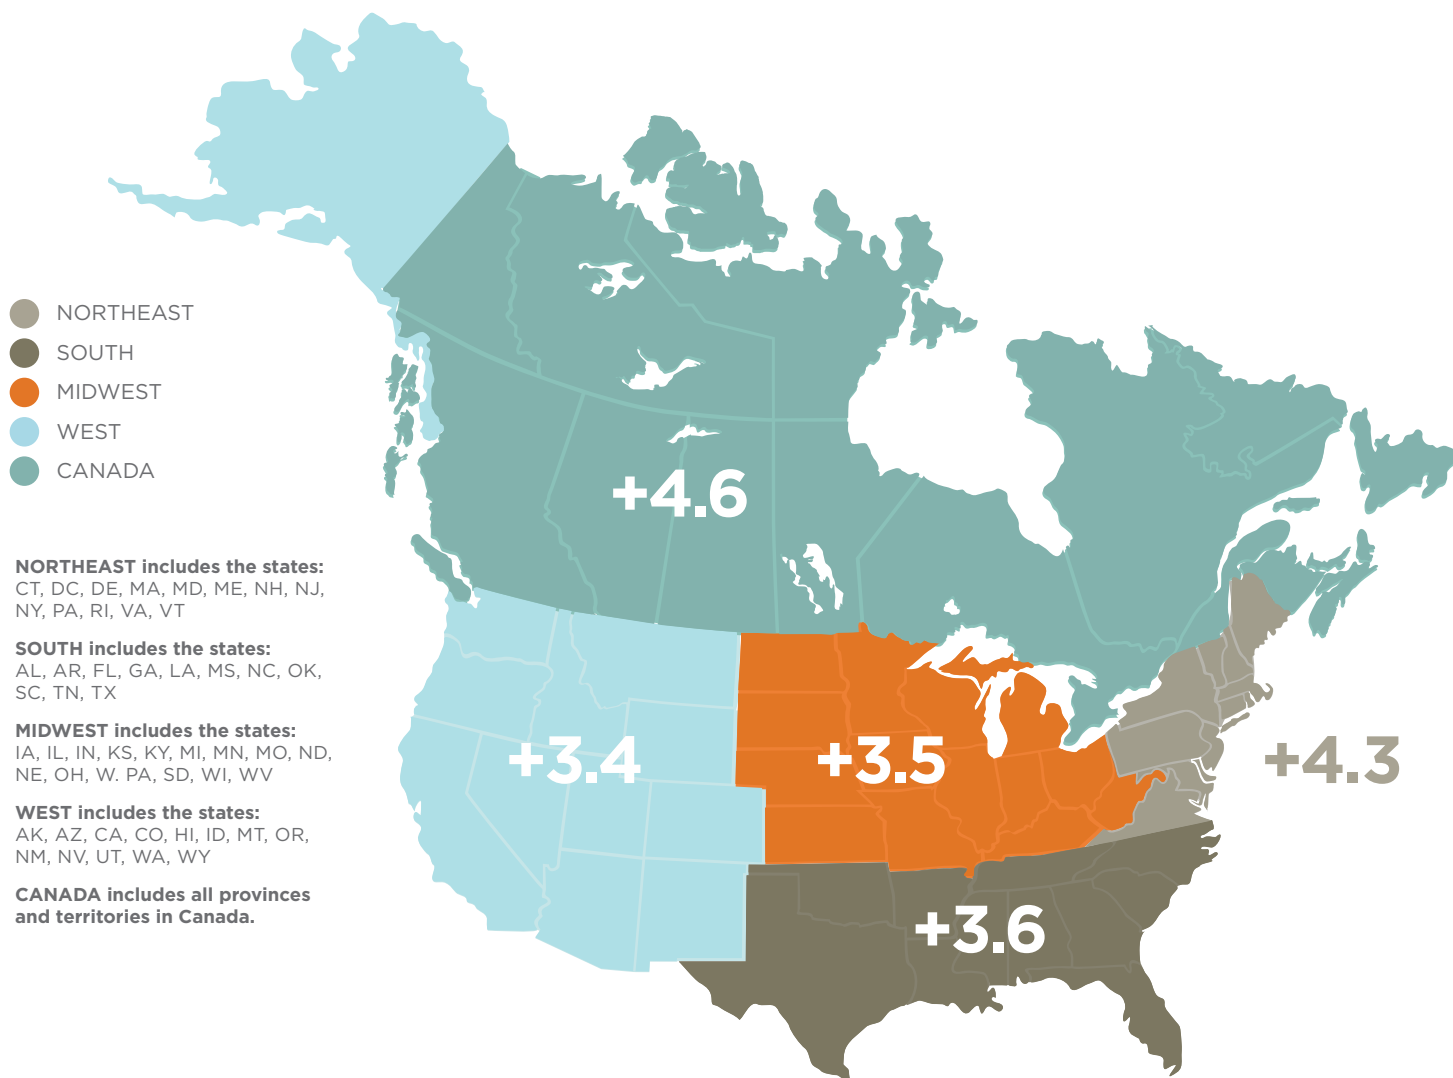 NORTHEAST
SOUTH
MIDWEST
WEST
CANADA
NORTHEAST includes the states:
CT, DC, DE, MA, MD, ME, NH, NJ,
NY, PA, RI, VA, VT
SOUTH includes the states:
AL, AR, FL, GA, LA, MS, NC, OK,
SC, TN, TX
MIDWEST includes the states:
IA, IL, IN, KS, KY, MI, MN, MO, ND,
NE, OH, W. PA, SD, WI, WV
WEST includes the states:
AK, AZ, CA, CO, HI, ID, MT, OR,
NM, NV, UT, WA, WY
CANADA includes all provinces
and territories in Canada.
+4.6
+3.4
+3.5
+4.3
+3.6